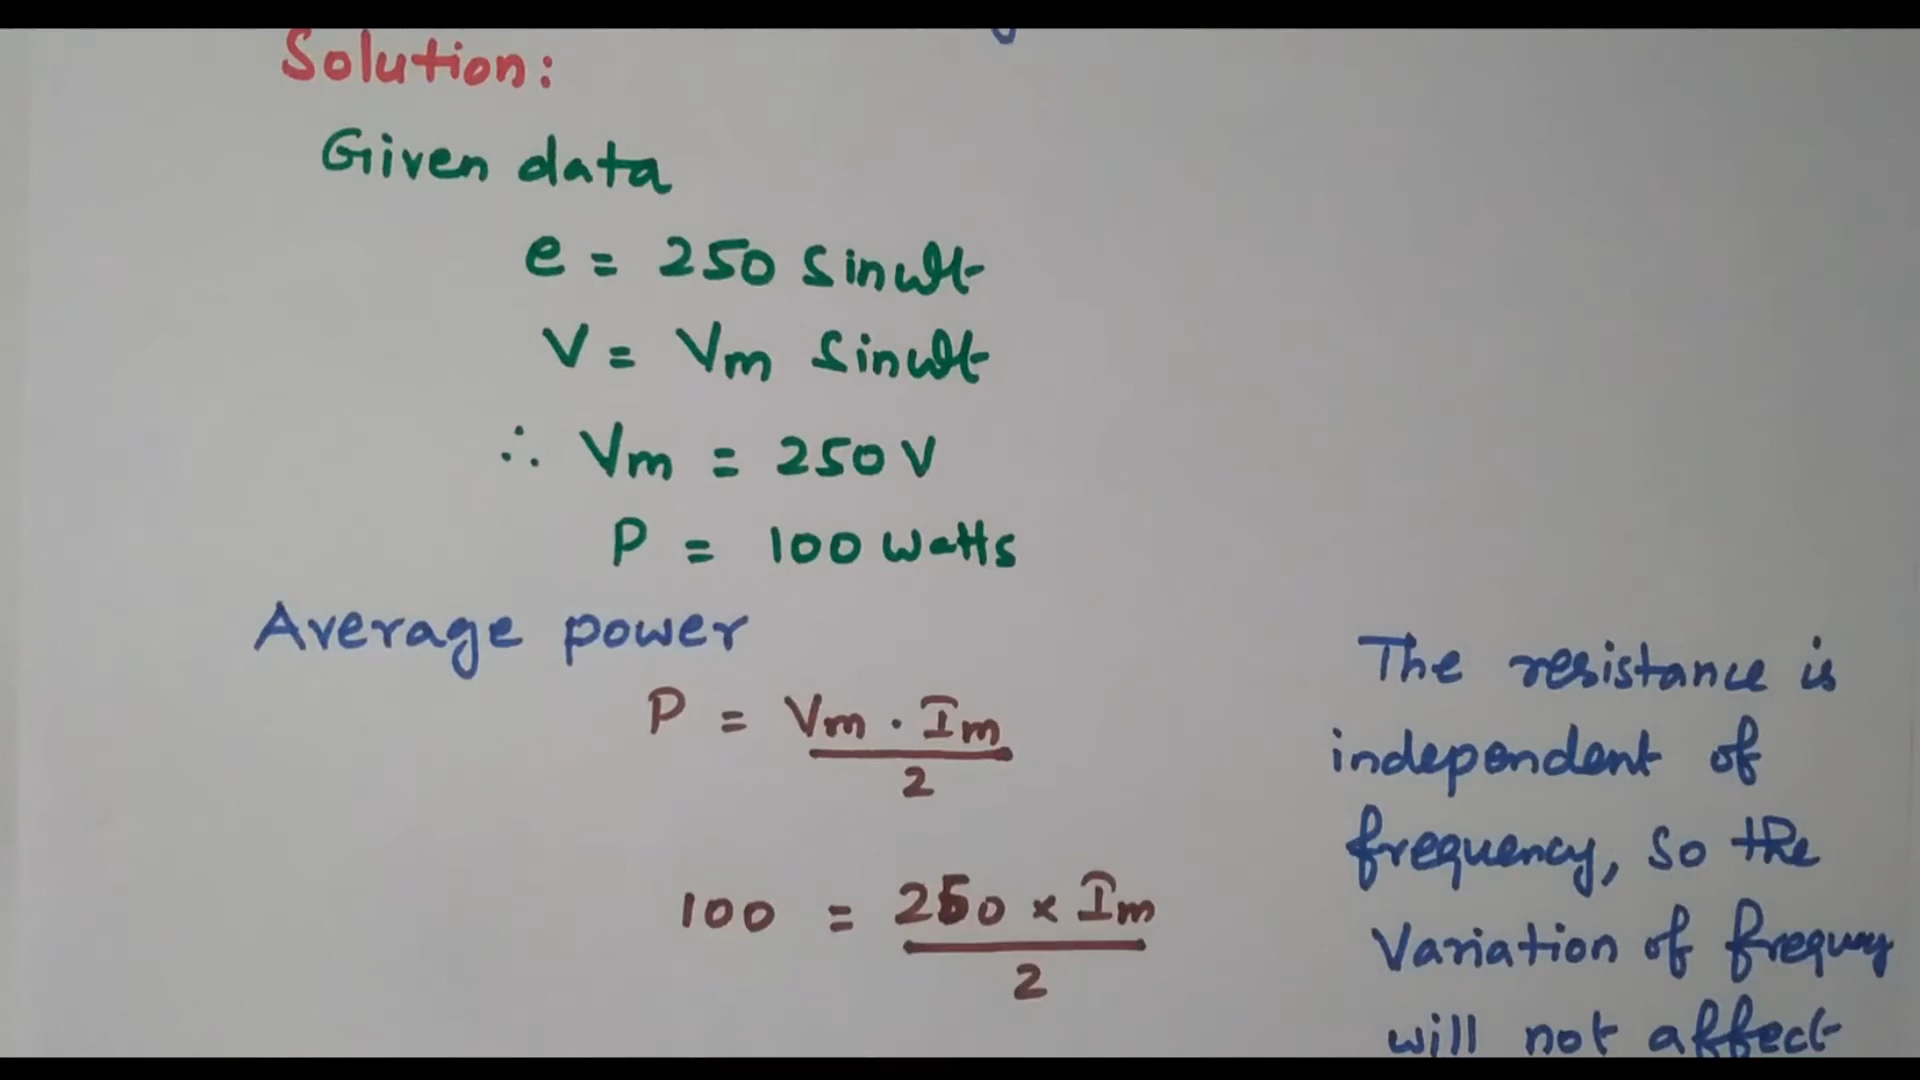 Solution:
Given data
e = 250 Sinωt
V = Vm Sinωt
∴ Vm = 250 V
P = 100 watts
Average power
P = Vm . Im
2
100 = 250 x Im
2
The resistance is
independent of
frequency, so the
Variation of frequency
will not affect